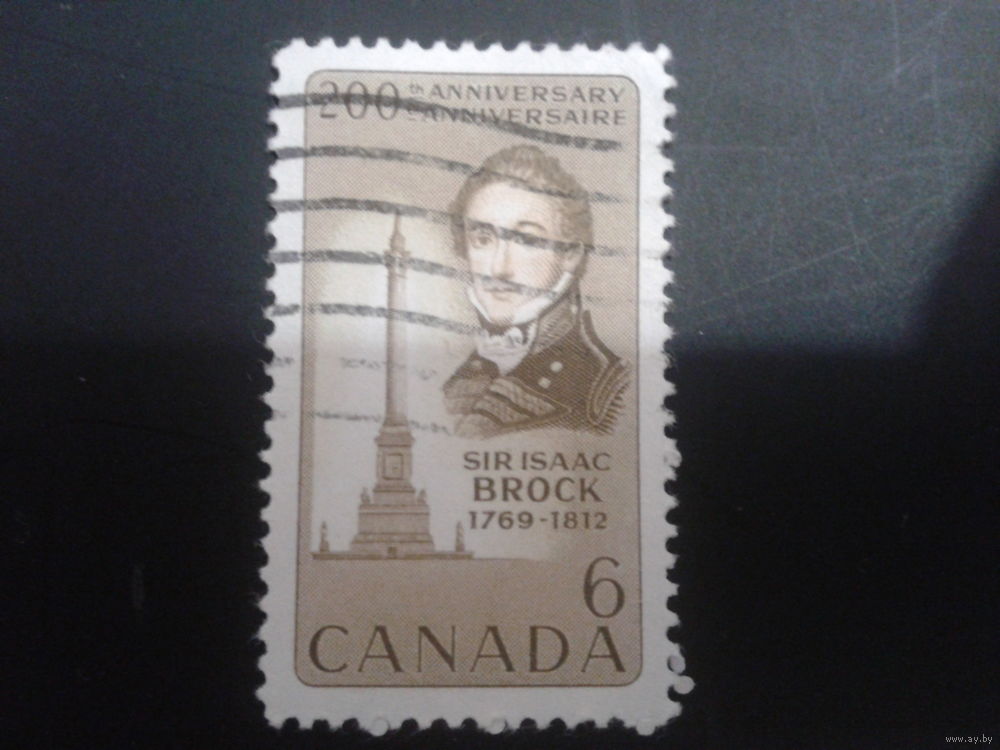 200th ANNIVERSARY
e ANNIVERSAIRE
SIR ISAAC
BROCK
1769-1812
6
CANADA
www.ay.by